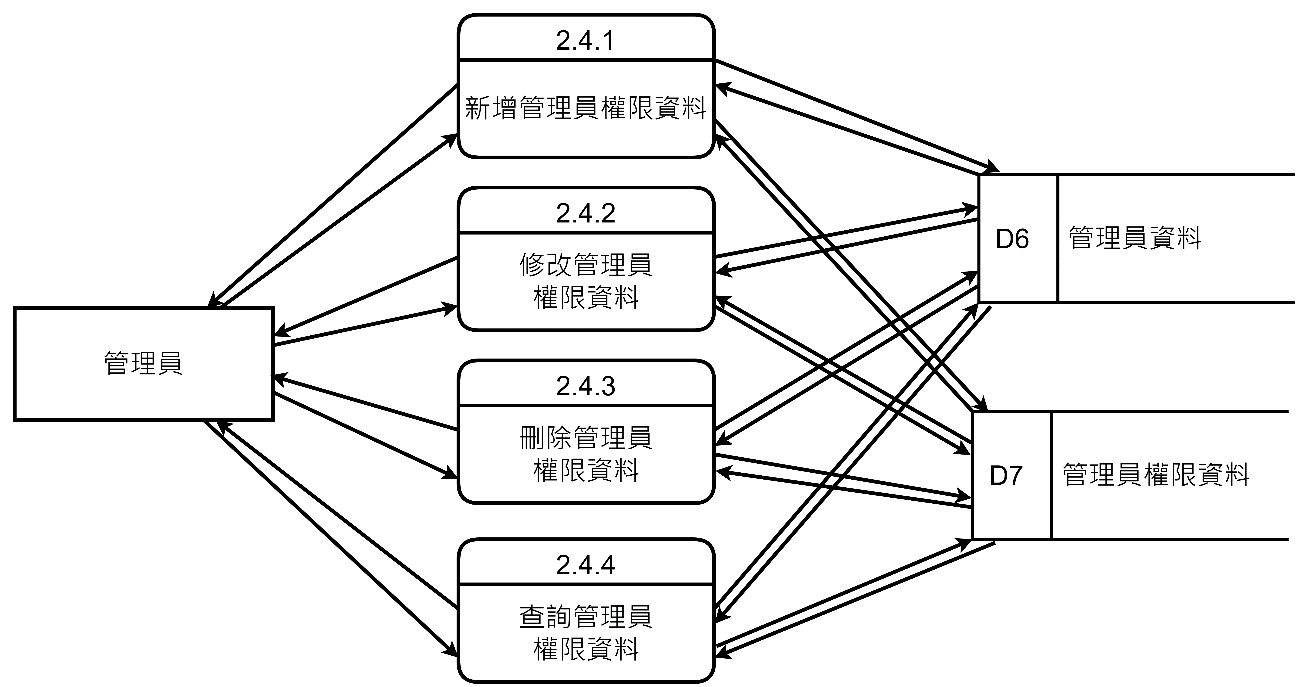 2.4.1
新增管理員權限資料
2.4.2
修改管理員
權限資料
D6
管理員資料
管理員
2.4.3
刪除管理員
權限資料
D7
管理員權限資料
2.4.4
查詢管理員
權限資料